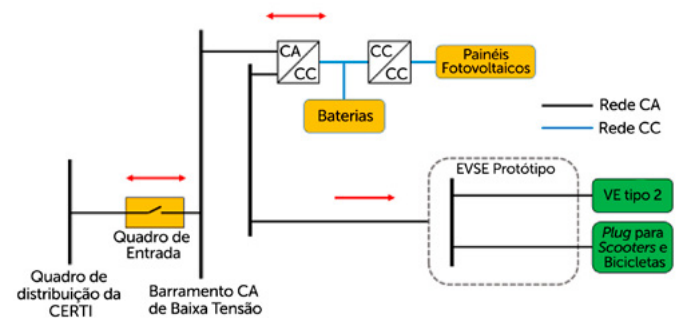 CA
CC
CC
CC
Painéis
Fotovoltaicos
Baterias
Rede CA
Rede CC
EVSE Protótipo
VE tipo 2
Plug para
Scooters e
Bicicletas
Quadro de
Entrada
Quadro de
distribuição da
CERTI
Barramento CA
de Baixa Tensão